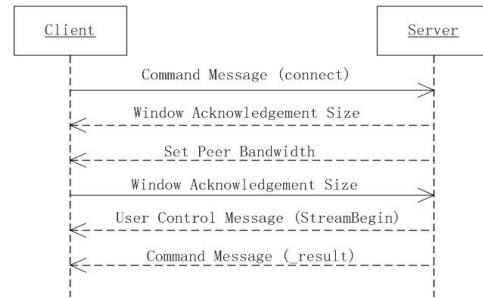 Client
Server
Command Message (connect)
Window Acknowledgement Size
Set Peer Bandwidth
Window Acknowledgement Size
User Control Message (StreamBegin)
Command Message (_result)